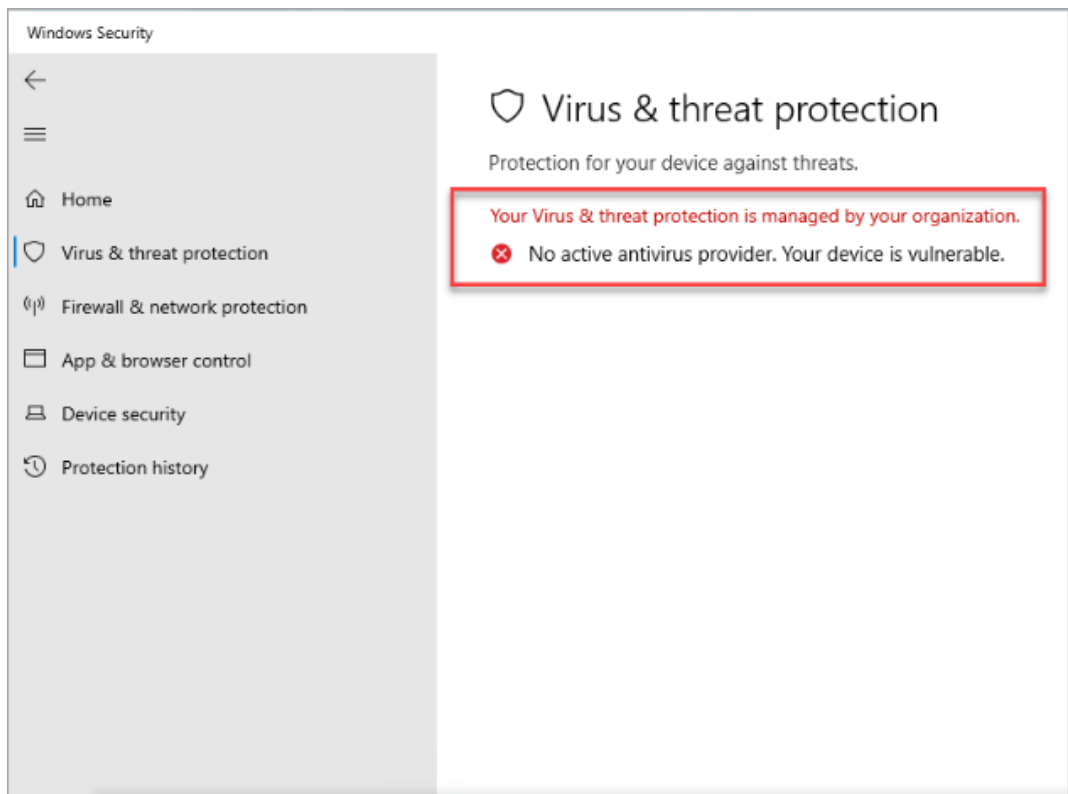 Windows Security
Home
Virus & threat protection
Firewall & network protection
App & browser control
Device security
Protection history
Virus & threat protection
Protection for your device against threats.
Your Virus & threat protection is managed by your organization.
No active antivirus provider. Your device is vulnerable.